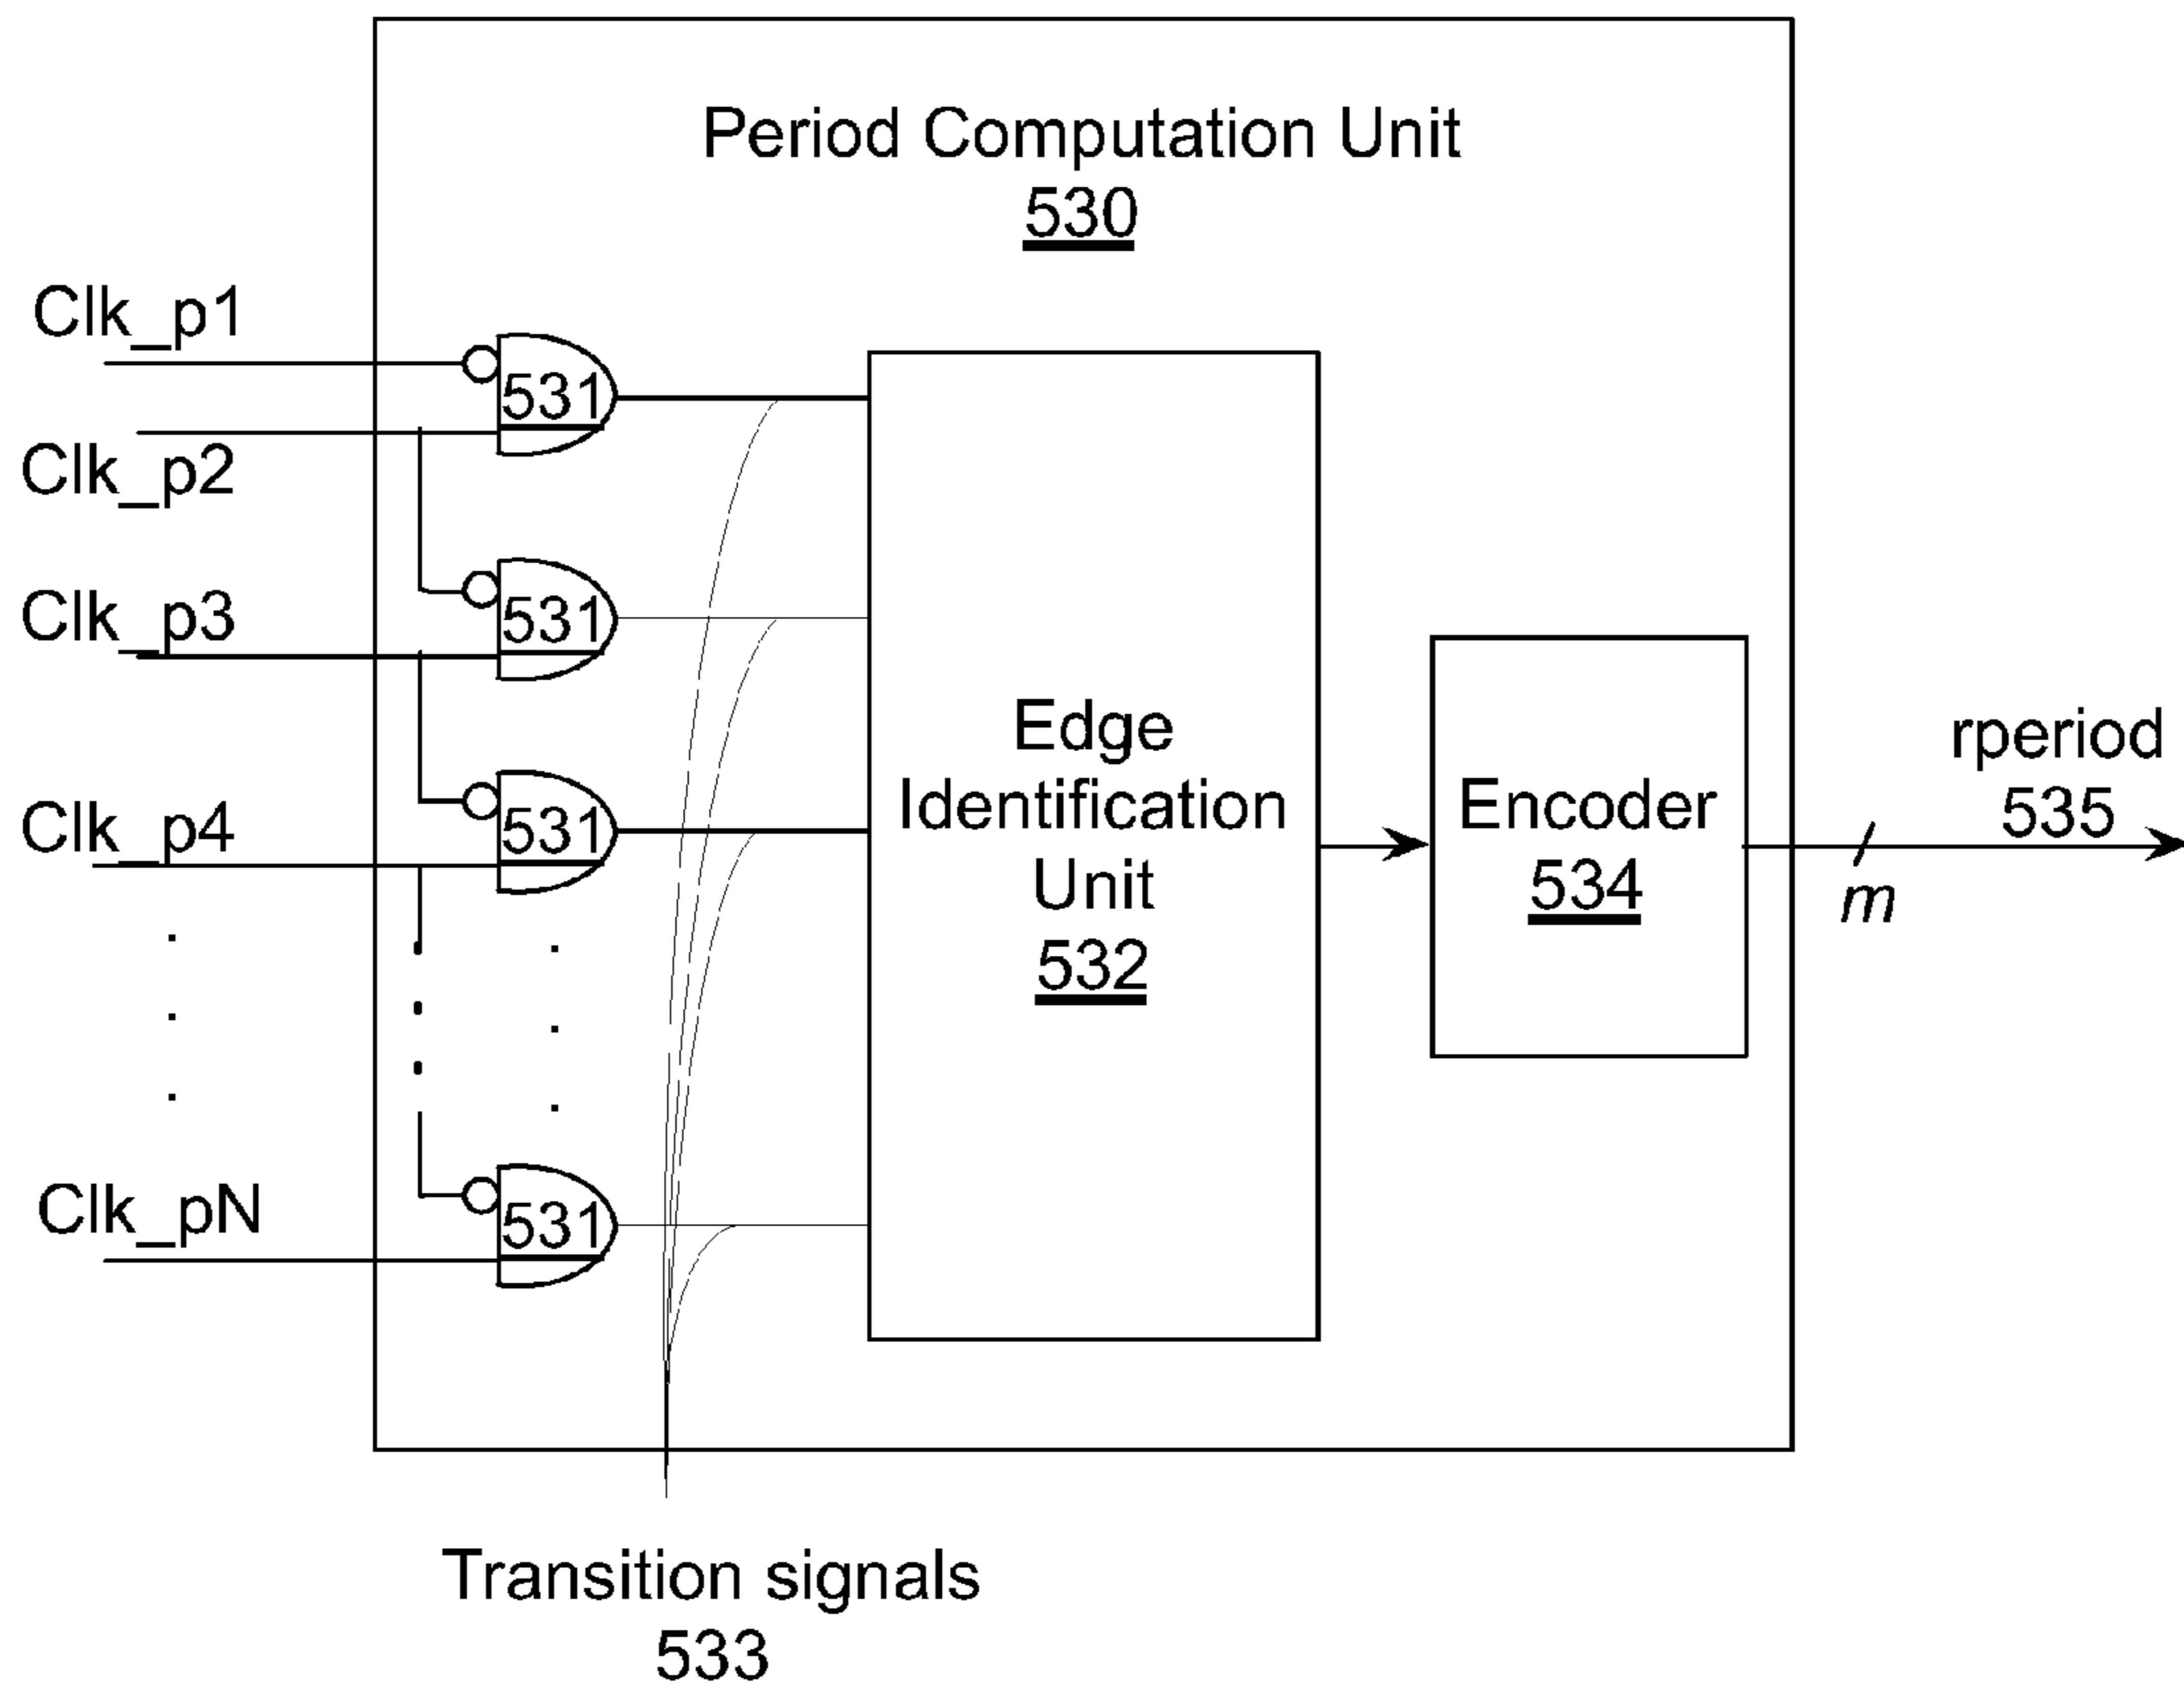 Period Computation Unit
530
Clk_p1
531
Clk_p2
Clk_p3
531
Clk_p4
531
Clk_pN
531
Edge
Identification
Unit
532
Encoder
534
rperiod
535
m
Transition signals
533